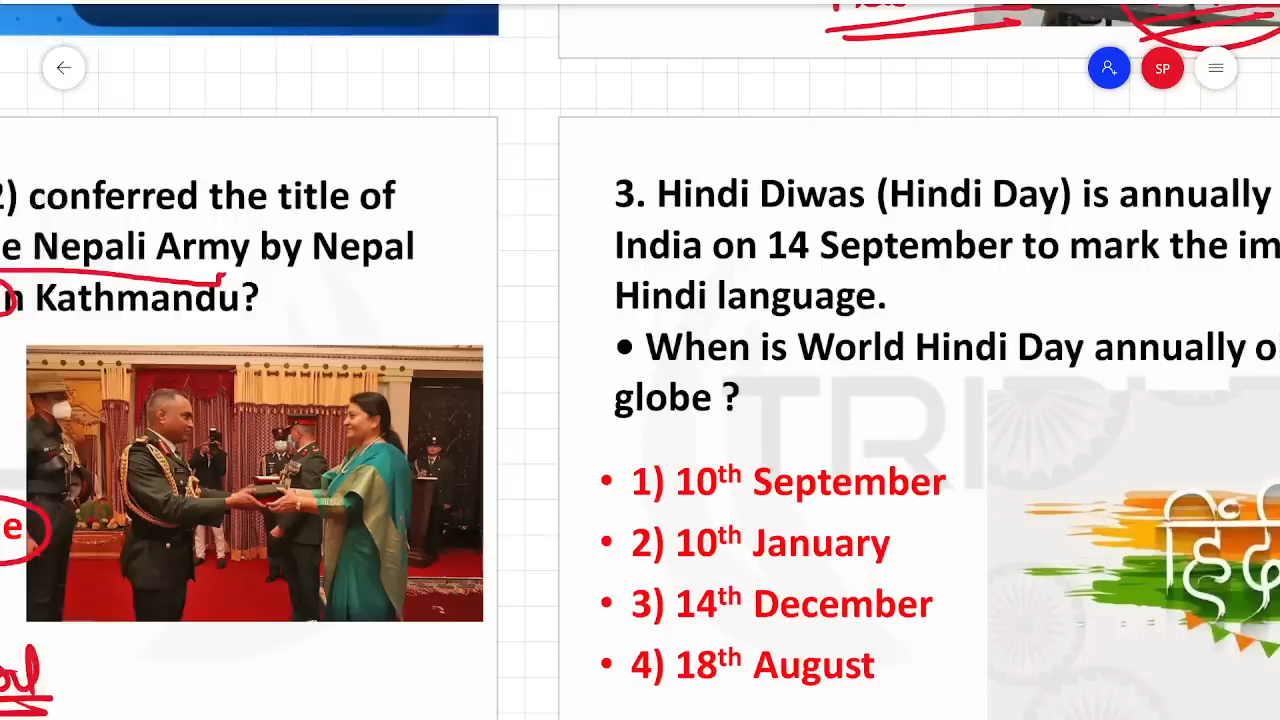 SP
2) conferred the title of
e Nepali Army by Nepal
n Kathmandu?
e
3. Hindi Diwas (Hindi Day) is annually
India on 14 September to mark the im
Hindi language.
• When is World Hindi Day annually o
globe ?
• 1) 10th September
• 2) 10th January
• 3) 14th December
• 4) 18th August
TRIPL
हिंद